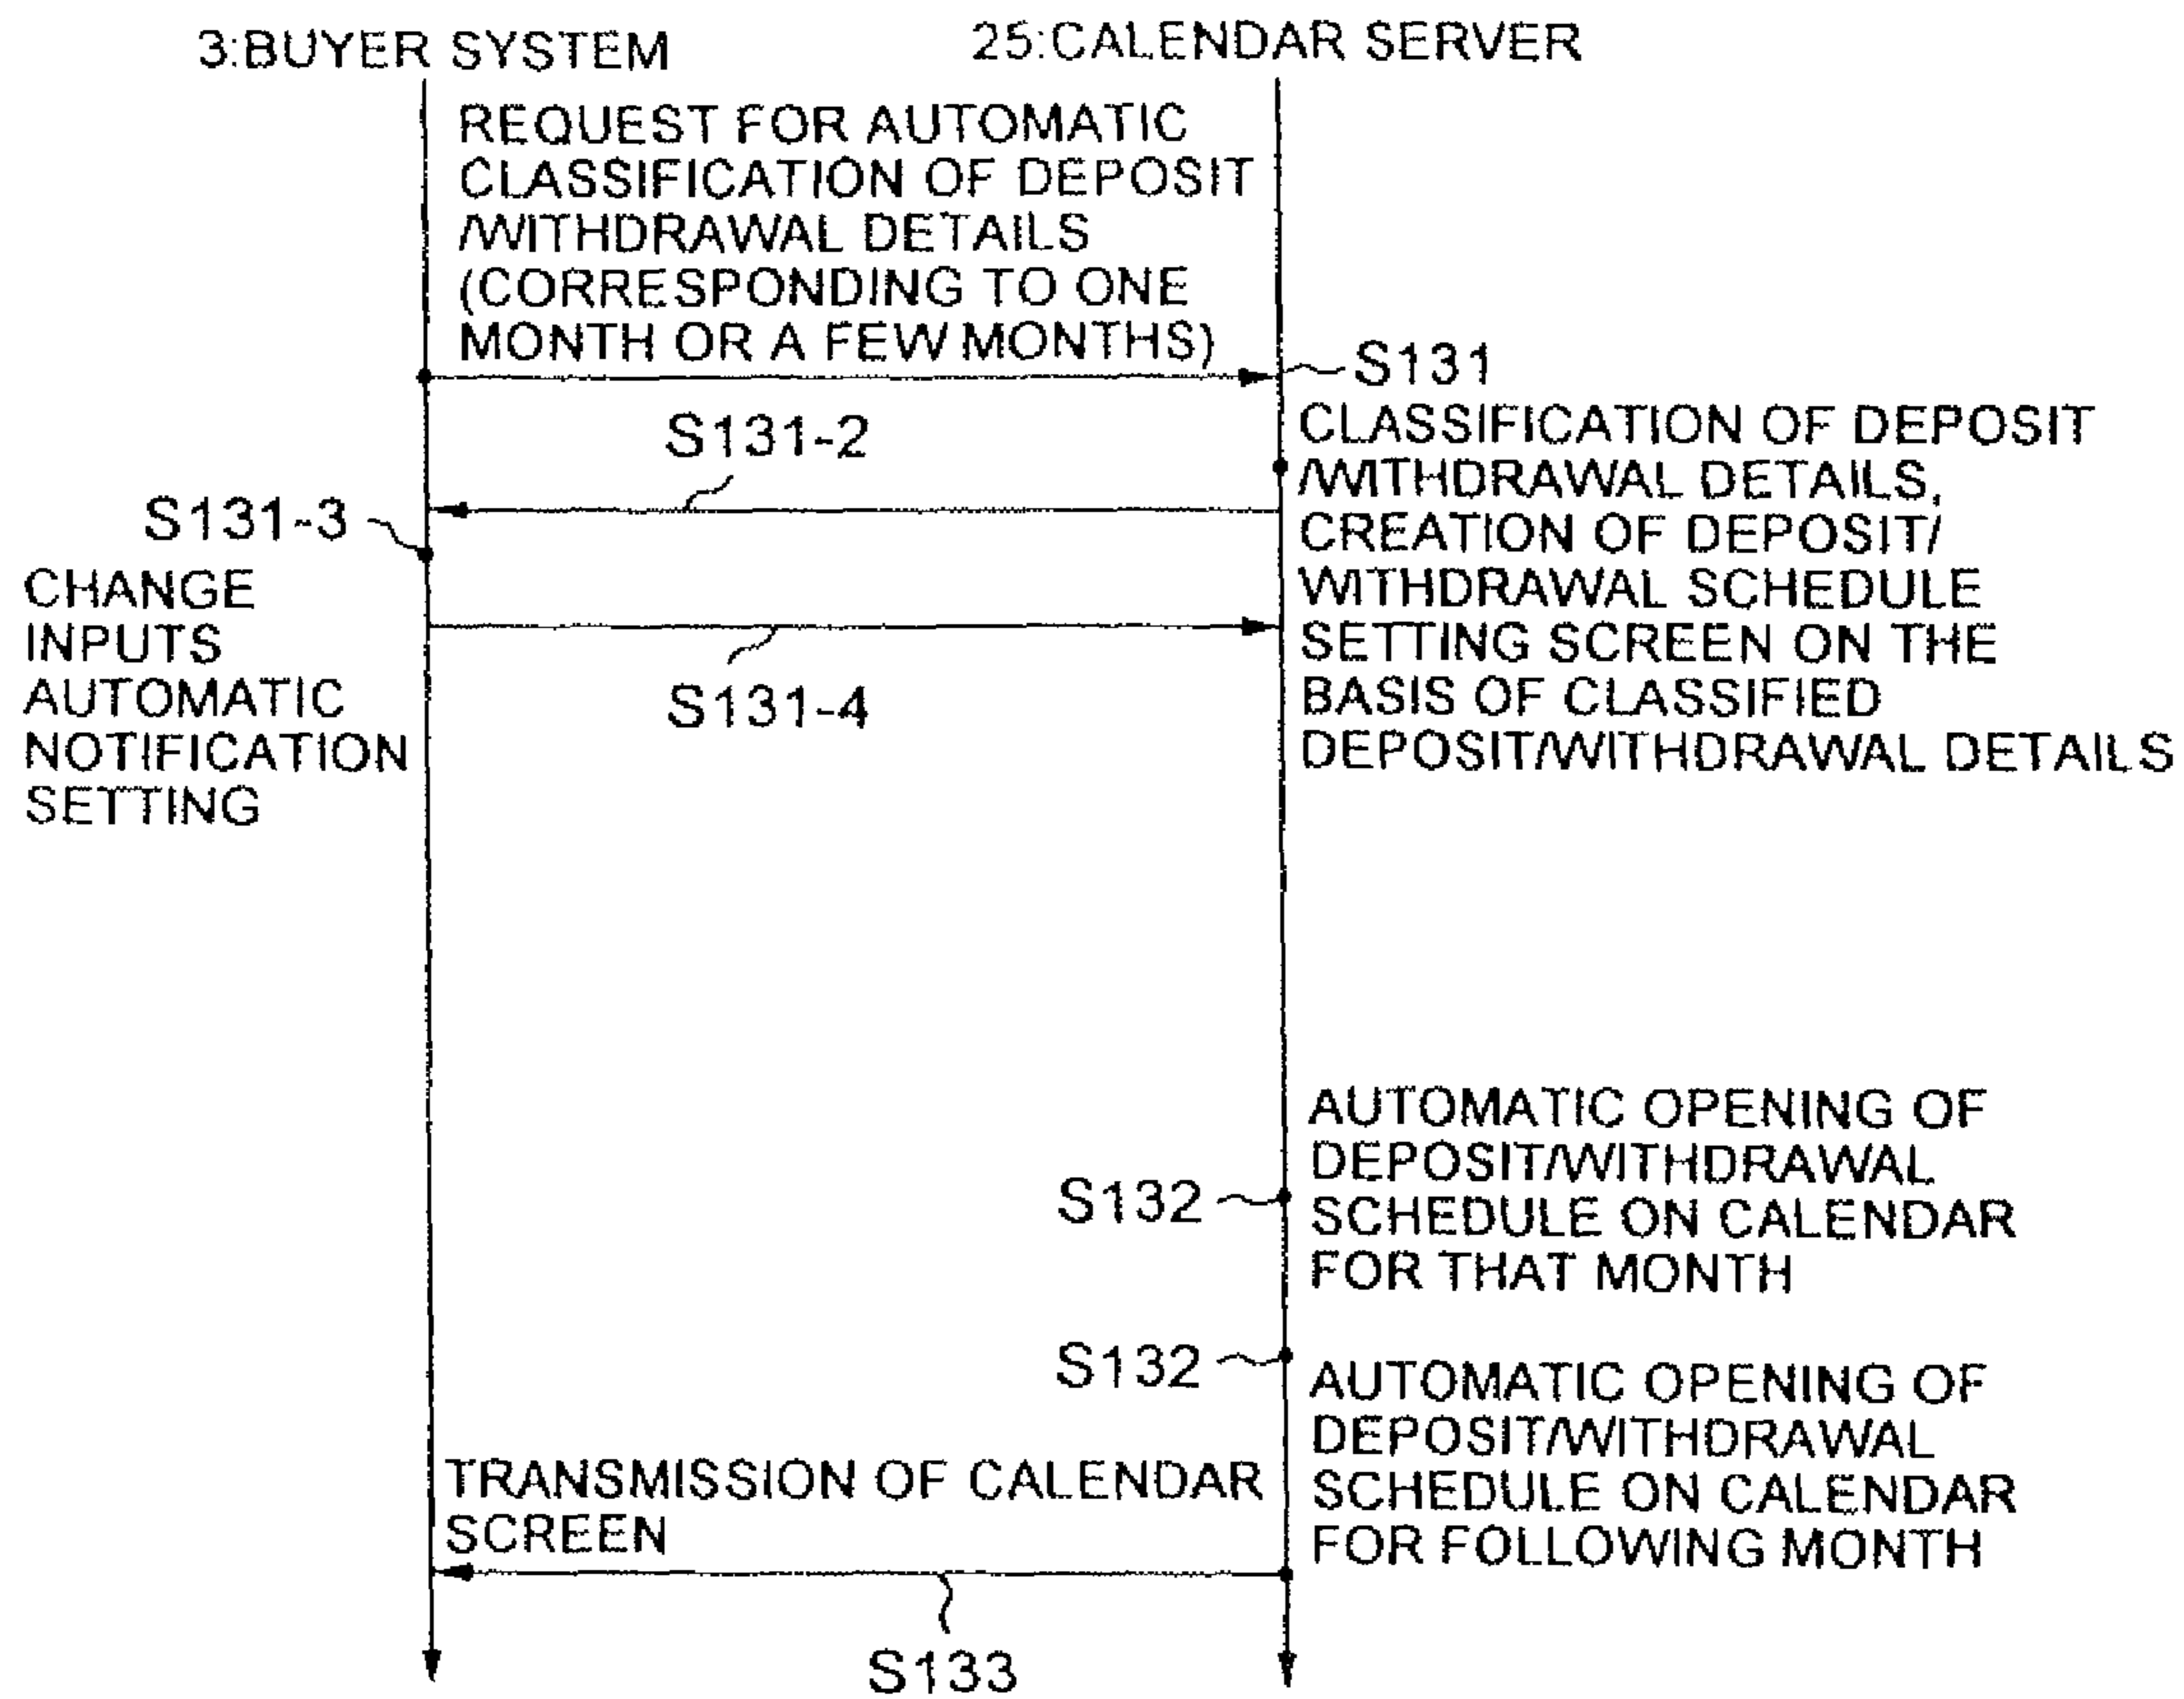 3:BUYER SYSTEM
25:CALENDAR SERVER
REQUEST FOR AUTOMATIC
CLASSIFICATION OF DEPOSIT
/WITHDRAWAL DETAILS
(CORRESPONDING TO ONE
MONTH OR A FEW MONTHS)
S131
CLASSIFICATION OF DEPOSIT
/WITHDRAWAL DETAILS,
CREATION OF DEPOSIT/
WITHDRAWAL SCHEDULE
SETTING SCREEN ON THE
BASIS OF CLASSIFIED
DEPOSIT/WITHDRAWAL DETAILS
S131-2
S131-3
CHANGE
INPUTS
AUTOMATIC
NOTIFICATION
SETTING
S131-4
S132
AUTOMATIC OPENING OF
DEPOSIT/WITHDRAWAL
SCHEDULE ON CALENDAR
FOR THAT MONTH
S132
AUTOMATIC OPENING OF
DEPOSIT/WITHDRAWAL
SCHEDULE ON CALENDAR
FOR FOLLOWING MONTH
TRANSMISSION OF CALENDAR
SCREEN
S133